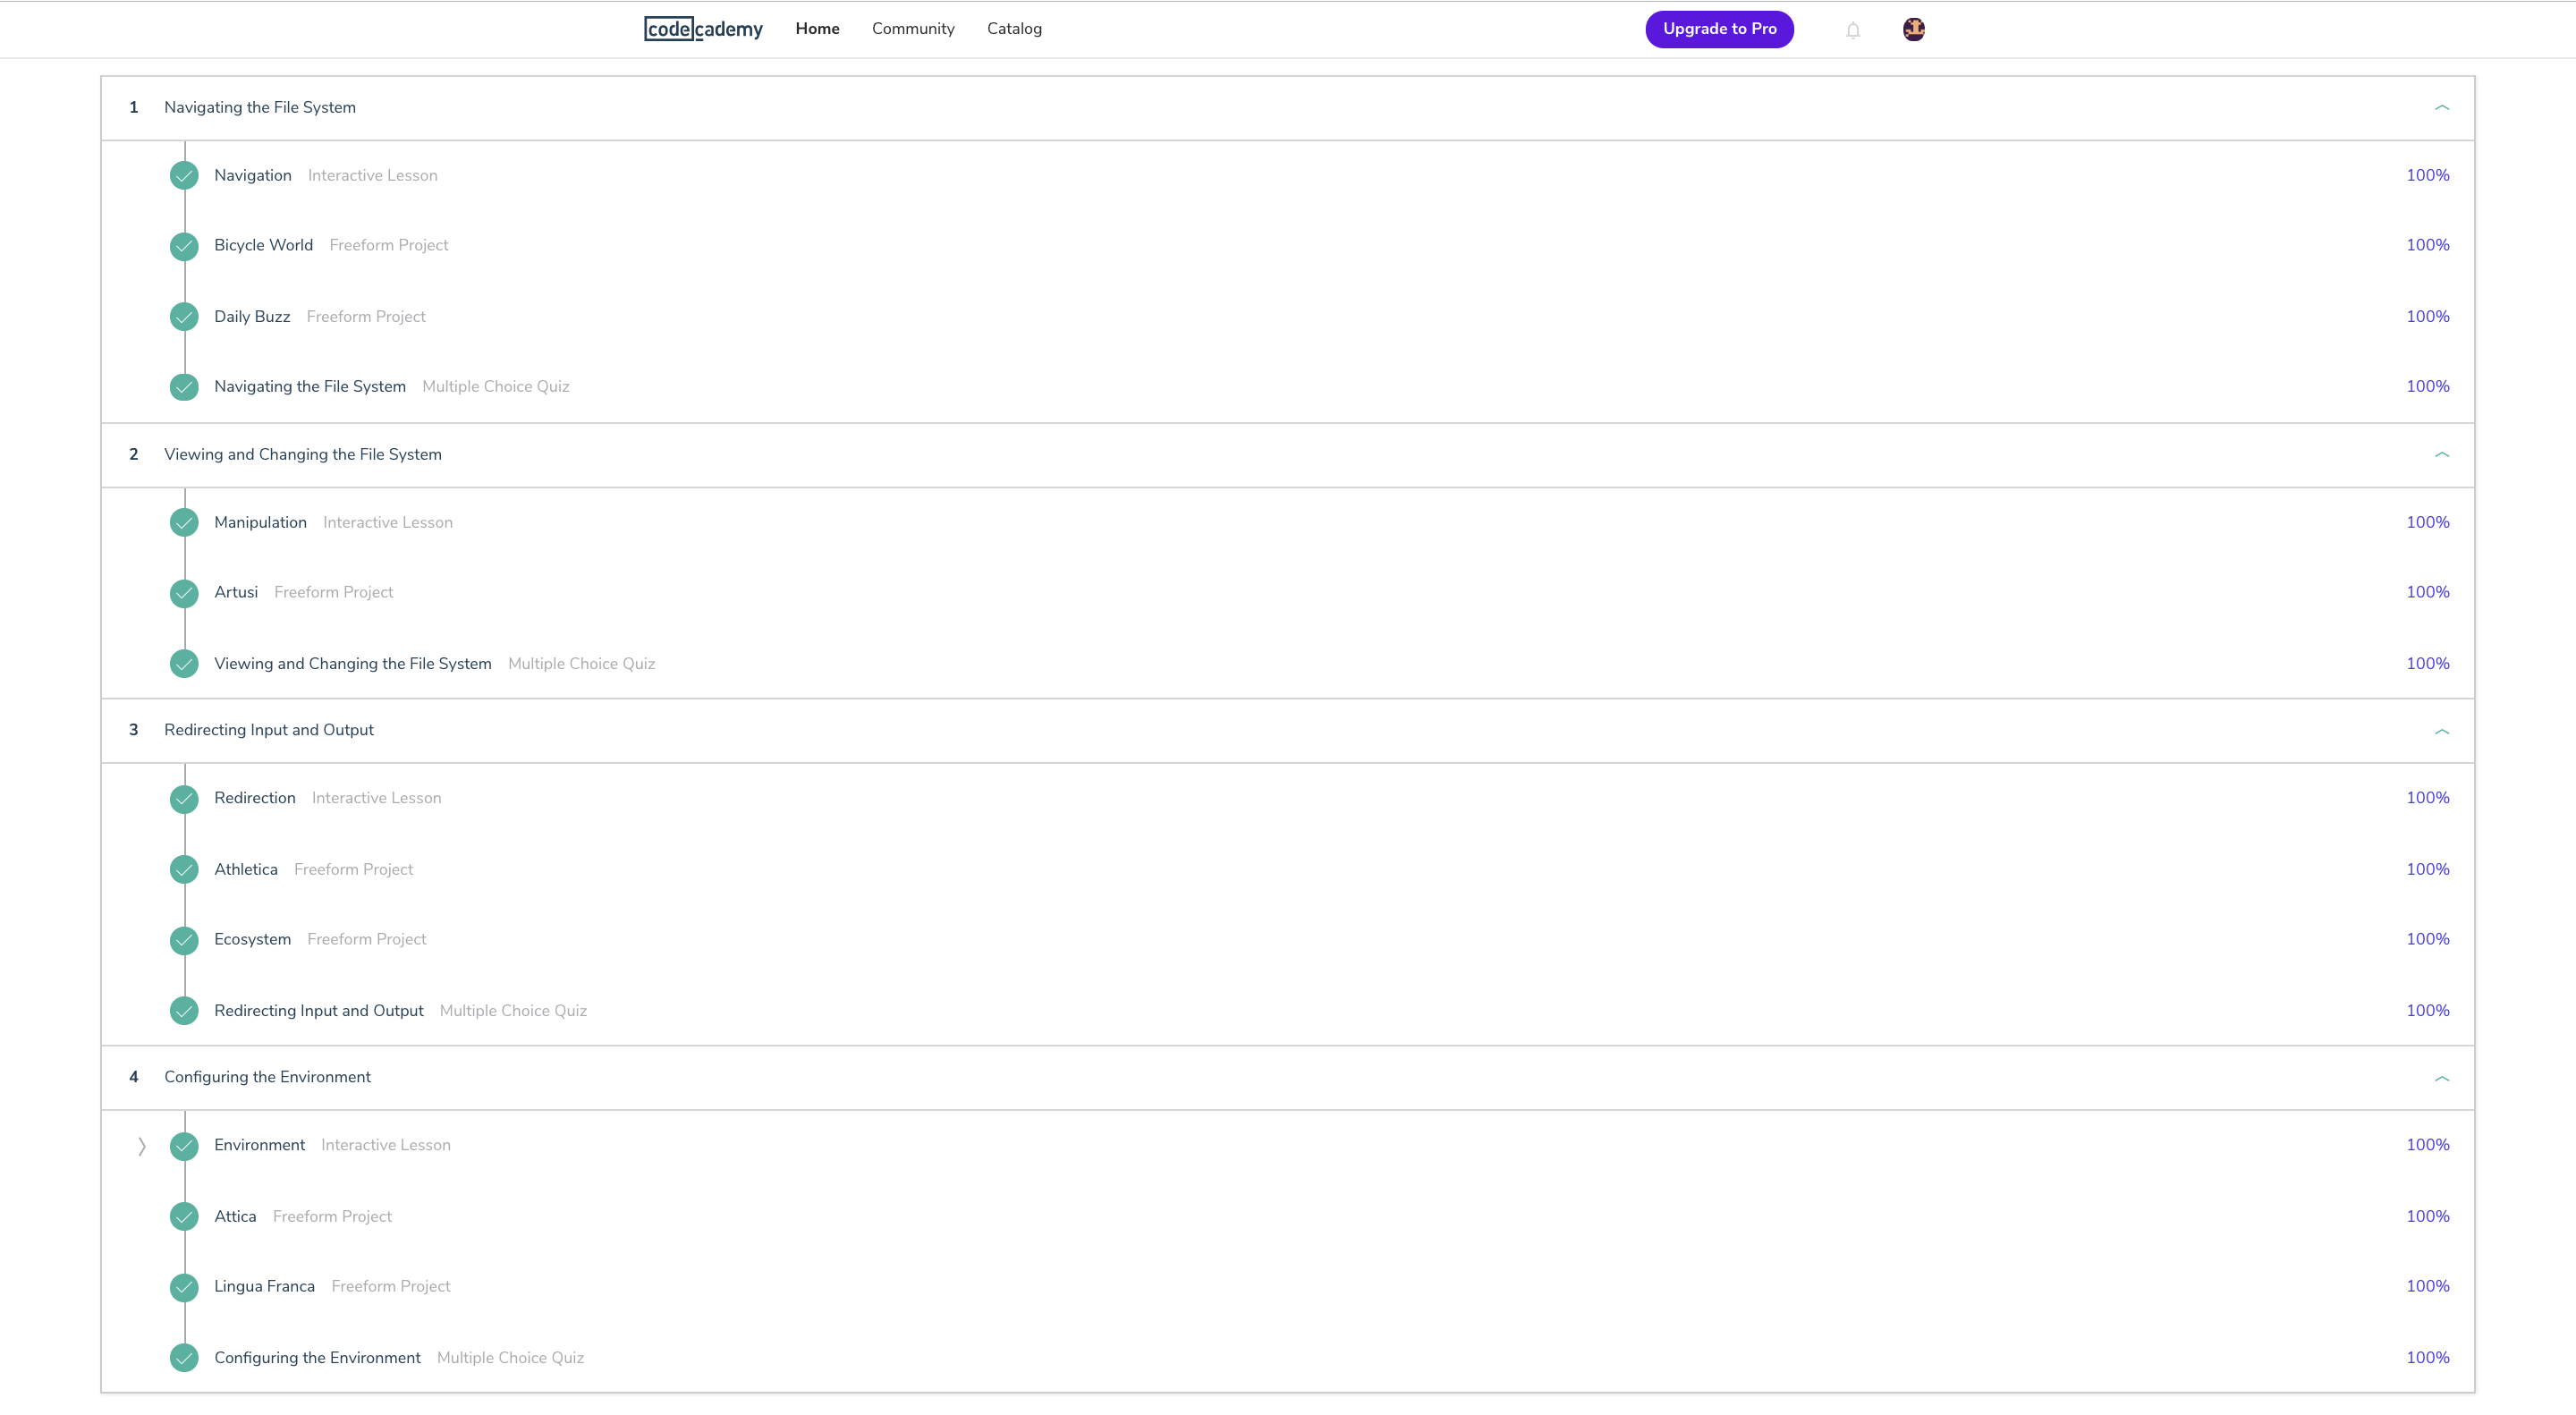 codecademy Home Community Catalog Upgrade to Pro
1 Navigating the File System
Navigation Interactive Lesson 100%
Bicycle World Freeform Project 100%
Daily Buzz Freeform Project 100%
Navigating the File System Multiple Choice Quiz 100%
2 Viewing and Changing the File System
Manipulation Interactive Lesson 100%
Artusi Freeform Project 100%
Viewing and Changing the File System Multiple Choice Quiz 100%
3 Redirecting Input and Output
Redirection Interactive Lesson 100%
Athletica Freeform Project 100%
Ecosystem Freeform Project 100%
Redirecting Input and Output Multiple Choice Quiz 100%
4 Configuring the Environment
Environment Interactive Lesson 100%
Attica Freeform Project 100%
Lingua Franca Freeform Project 100%
Configuring the Environment Multiple Choice Quiz 100%